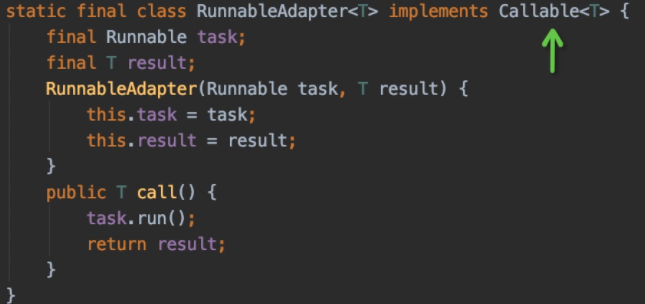 static final class RunnableAdapter<T> implements Callable<T> {
    final Runnable task;
    final T result;
    RunnableAdapter(Runnable task, T result) {
        this.task = task;
        this.result = result;
    }
    public T call() {
        task.run();
        return result;
    }
}